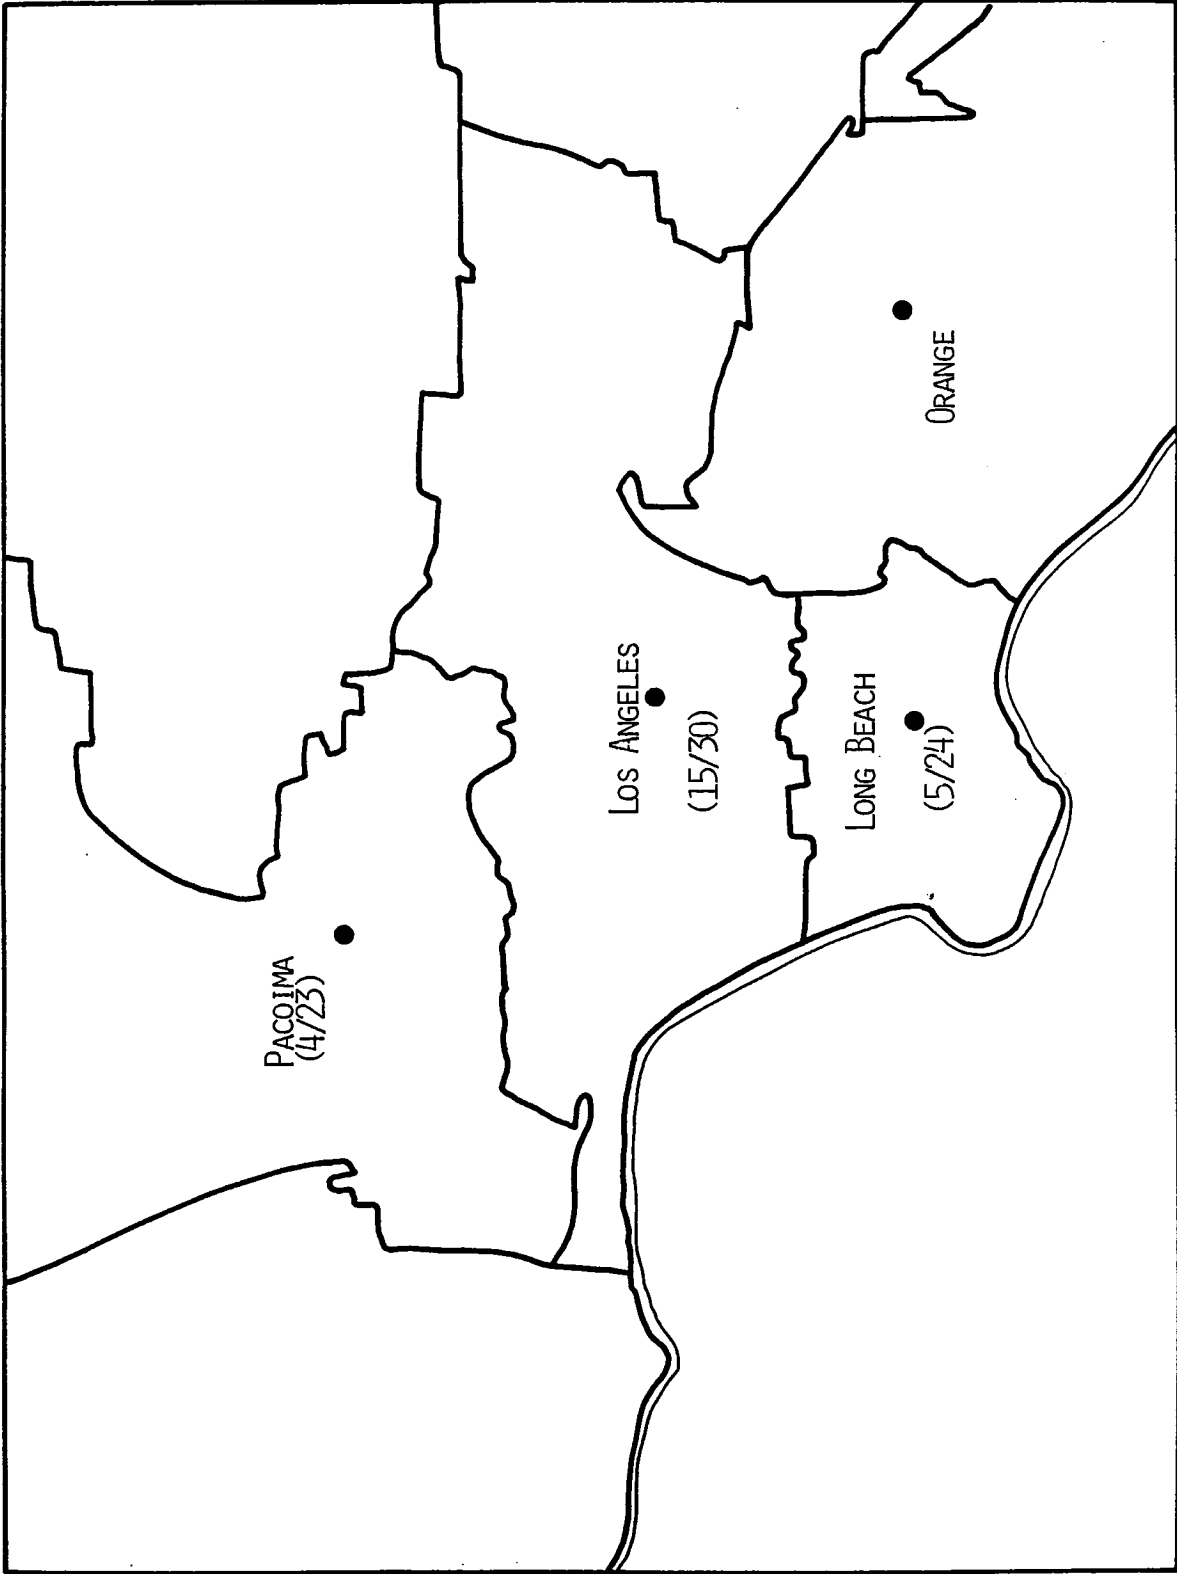 PACOIMA
(4/23)
LOS ANGELES
(15/30)
LONG BEACH
(5/24)
ORANGE